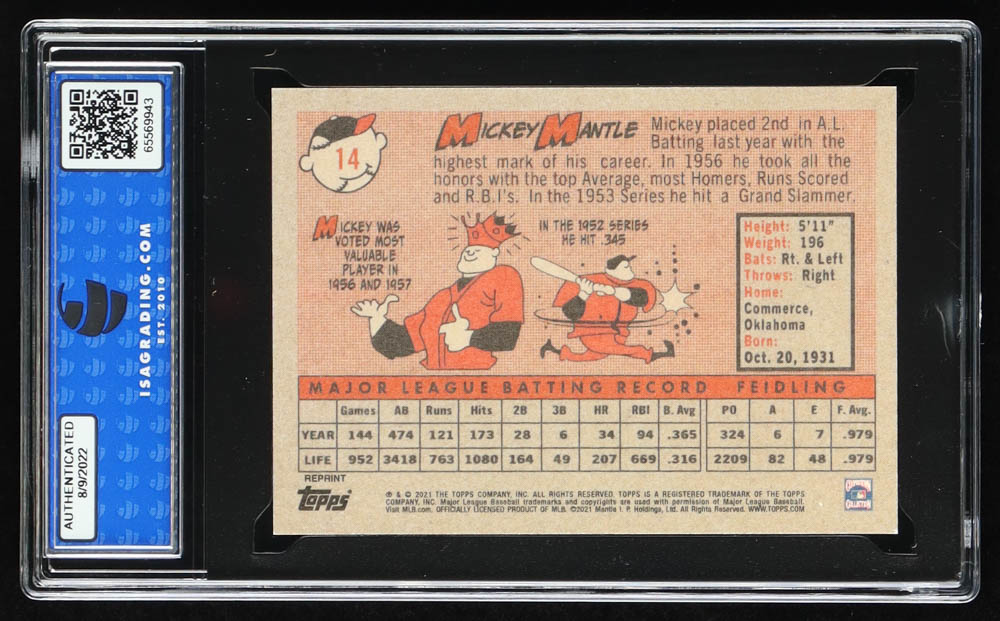 65569943
ISAGRADING.COM
EST. 2010
AUTHENTICATED
8/9/2022
14
MICKEY MANTLE
Mickey placed 2nd in A.L.
Batting last year with the
highest mark of his career. In 1956 he took all the
honors with the top Average, most Homers, Runs Scored
and R.B.I's. In the 1953 Series he hit a Grand Slammer.
MICKEY WAS
VOTED MOST
VALUABLE
PLAYER IN
1956 AND 1957
IN THE 1952 SERIES
HE HIT .345
Height: 5'11"
Weight: 196
Bats: Rt. & Left
Throws: Right
Home:
Commerce,
Oklahoma
Born:
Oct. 20, 1931
MAJOR LEAGUE BATTING RECORD FEIDLING
Games AB Runs Hits 2B 3B HR RBI B. Avg PO A E F. Avg.
YEAR 144 474 121 173 28 6 34 94 .365 324 6 7 .979
LIFE 952 3418 763 1080 164 49 207 669 .316 2209 82 48 .979
REPRINT
Topps
® & © 2021 THE TOPPS COMPANY, INC. ALL RIGHTS RESERVED. TOPPS IS A REGISTERED TRADEMARK OF THE TOPPS
COMPANY, INC. Major League Baseball trademarks and copyrights are used with permission of Major League Baseball.
Visit MLB.com. OFFICIALLY LICENSED PRODUCT OF MLB. ©2021 Mantle I. P. Holdings, Ltd. All Rights Reserved. WWW.TOPPS.COM